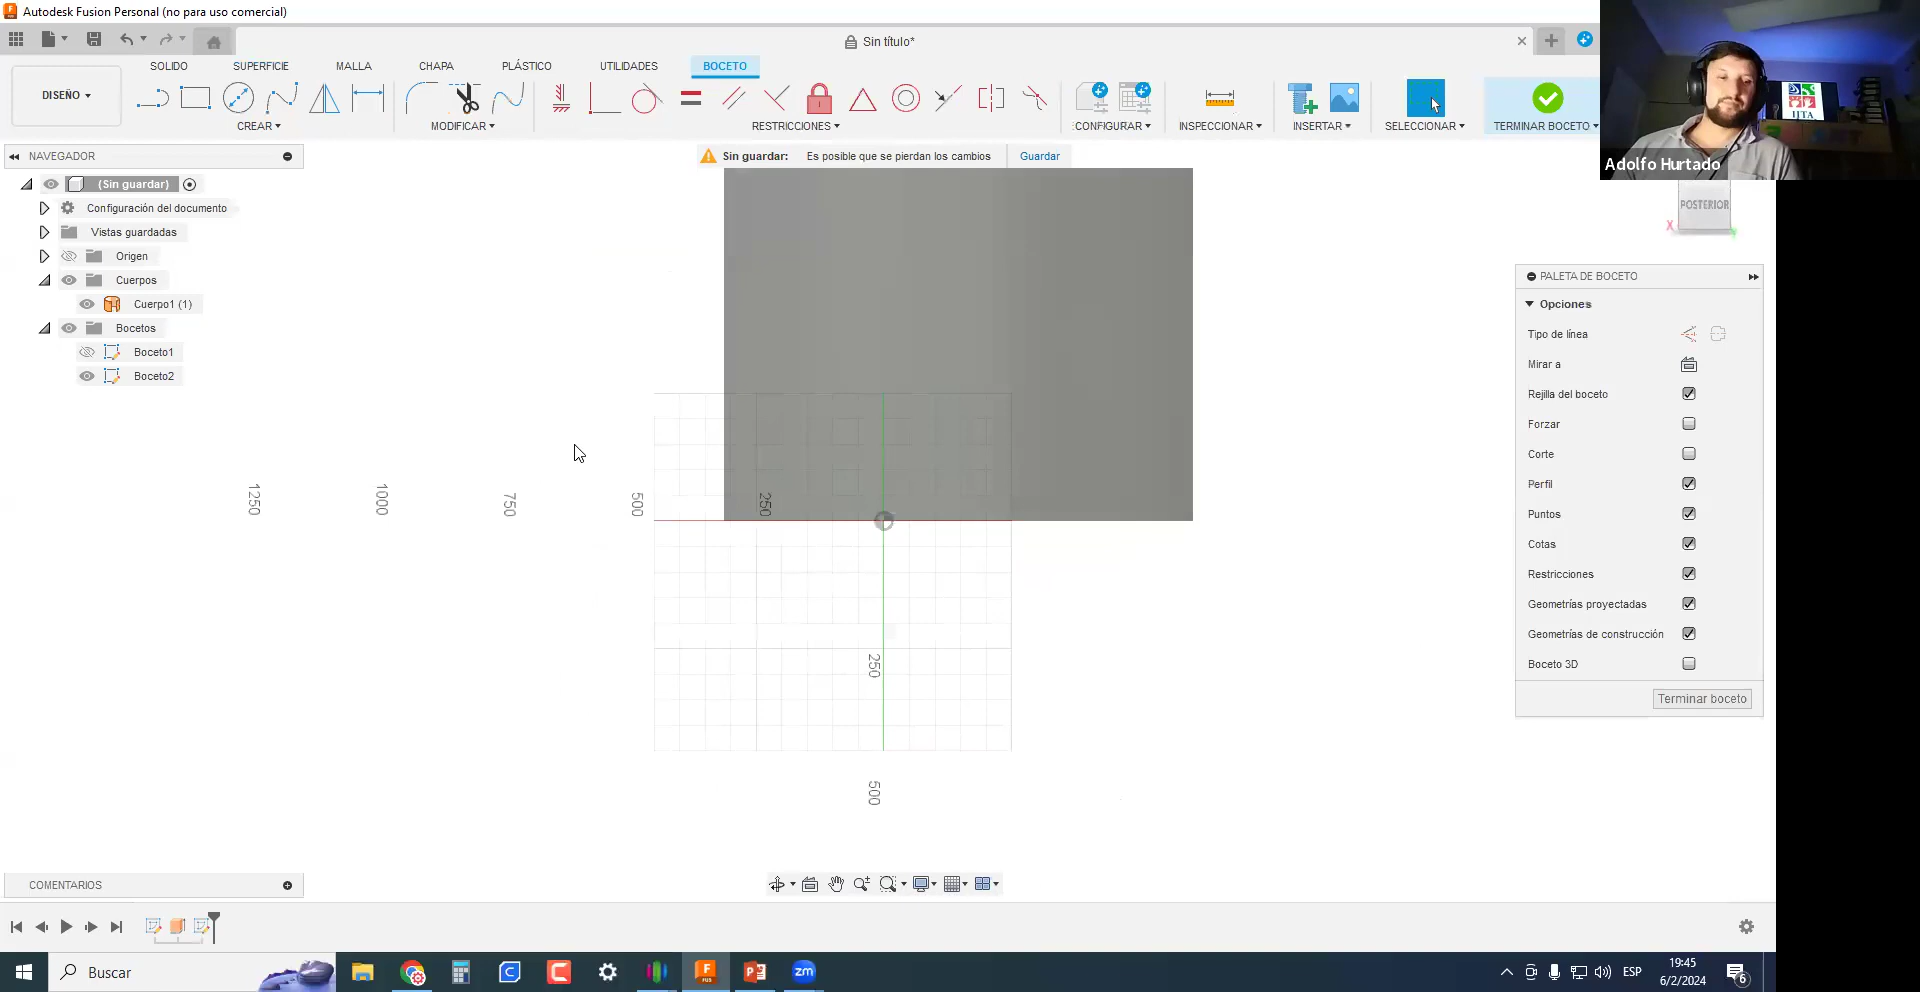 Autodesk Fusion Personal (no para uso comercial)
Sin título*
DISEÑO
SOLIDO
SUPERFICIE
MALLA
CHAPA
PLÁSTICO
UTILIDADES
BOCETO
CREAR
MODIFICAR
RESTRICCIONES
CONFIGURAR
INSPECCIONAR
INSERTAR
SELECCIONAR
TERMINAR BOCETO
IJTA
Adolfo Hurtado
NAVEGADOR
Sin guardar: Es posible que se pierdan los cambios Guardar
(Sin guardar)
Configuración del documento
Vistas guardadas
Origen
Cuerpos
Cuerpo1 (1)
Bocetos
Boceto1
Boceto2
POSTERIOR
X
PALETA DE BOCETO
Opciones
Tipo de línea
Mirar a
Rejilla del boceto
Forzar
Corte
Perfil
Puntos
Cotas
Restricciones
Geometrías proyectadas
Geometrías de construcción
Boceto 3D
Terminar boceto
1250
1000
750
500
250
250
500
COMENTARIOS
Buscar
zm
ESP
19:45
6/2/2024
6